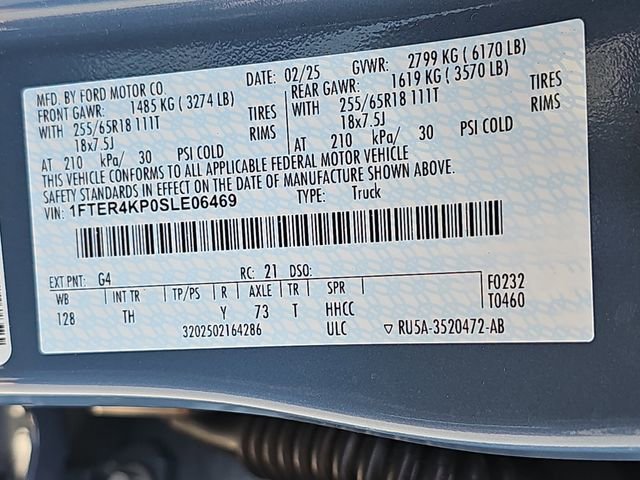 MFD. BY FORD MOTOR CO. DATE: 02/25 GVWR: 2799 KG (6170 LB)
FRONT GAWR: 1485 KG (3274 LB) REAR GAWR: 1619 KG (3570 LB)
WITH 255/65R18 111T TIRES WITH 255/65R18 111T TIRES
18x7.5J RIMS 18x7.5J RIMS
AT 210 kPa/ 30 PSI COLD AT 210 kPa/ 30 PSI COLD
THIS VEHICLE CONFORMS TO ALL APPLICABLE FEDERAL MOTOR VEHICLE
SAFETY STANDARDS IN EFFECT ON THE DATE OF MANUFACTURE SHOWN ABOVE.
VIN: 1FTER4KP0SLE06469 TYPE: Truck
EXT PNT: G4 RC: 21 DSO:
WB INT TR TP/PS R AXLE TR SPR F0232
128 TH Y 73 T HHCC T0460
3202502164286 ULC ▽ RU5A-3520472-AB